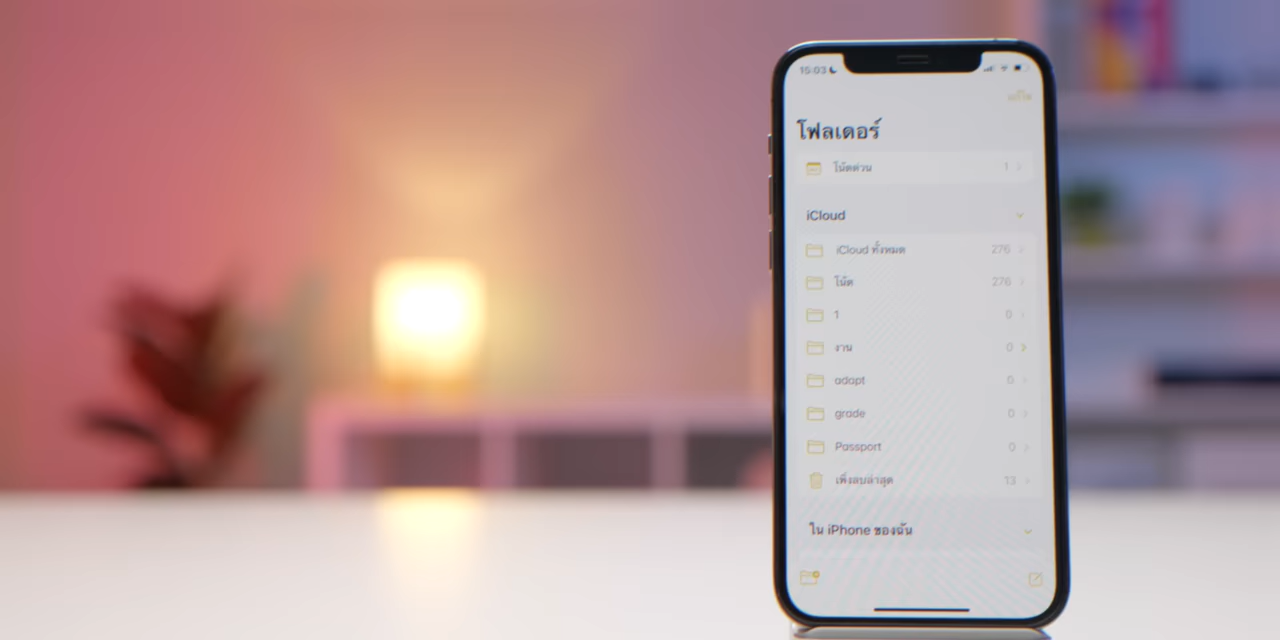 15:03
แก้ไข
โฟลเดอร์
โน้ตด่วน 1
iCloud
iCloud ทั้งหมด 276
โน้ต 276
1 0
งาน 0
adapt 0
grade 0
Passport 0
เพิ่งลบล่าสุด 13
ใน iPhone ของฉัน